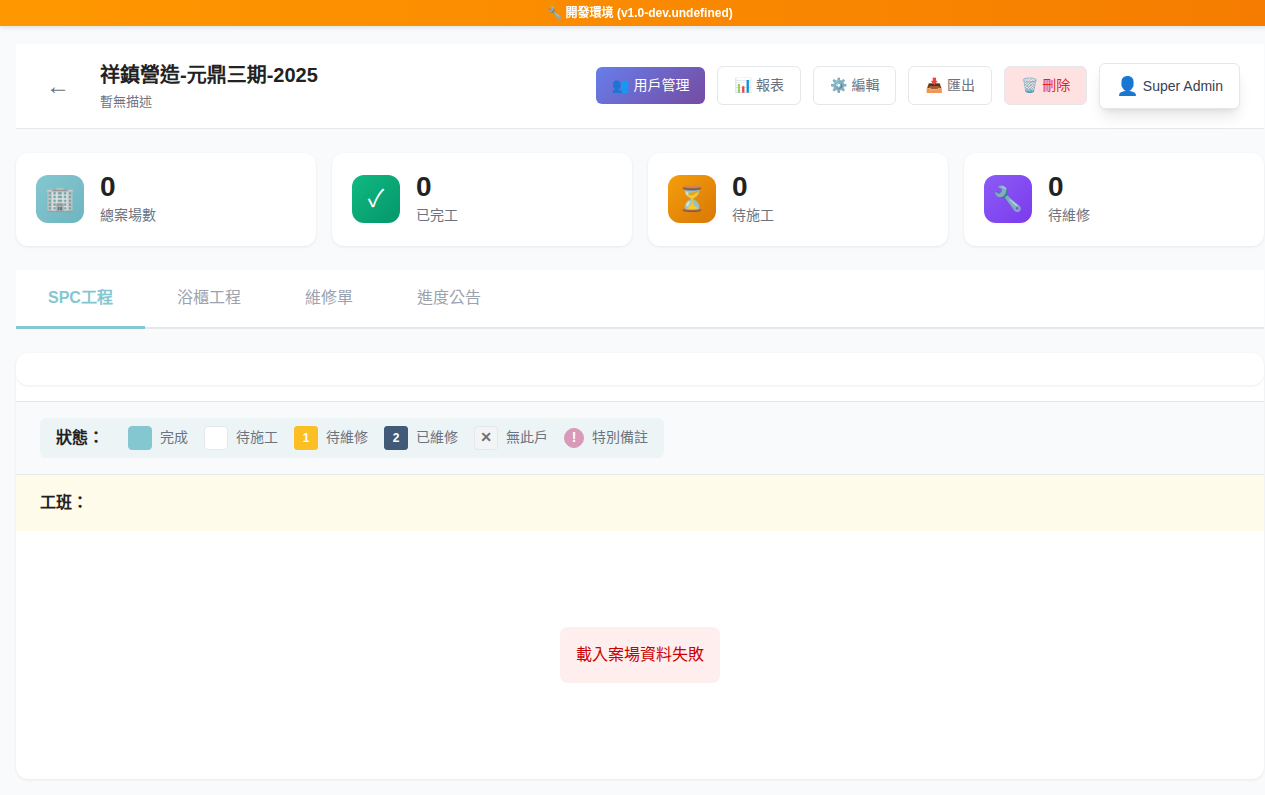 🔧 開發環境 (v1.0-dev.undefined)
← 祥鎮營造-元鼎三期-2025
暫無描述
👥 用戶管理
📊 報表
⚙️ 編輯
📥 匯出
🗑️ 刪除
👤 Super Admin
0
總案場數
0
已完工
0
待施工
0
待維修
SPC工程 浴櫃工程 維修單 進度公告
狀態： 完成 待施工 1 待維修 2 已維修 ✕ 無此戶 ! 特別備註
工班：
載入案場資料失敗